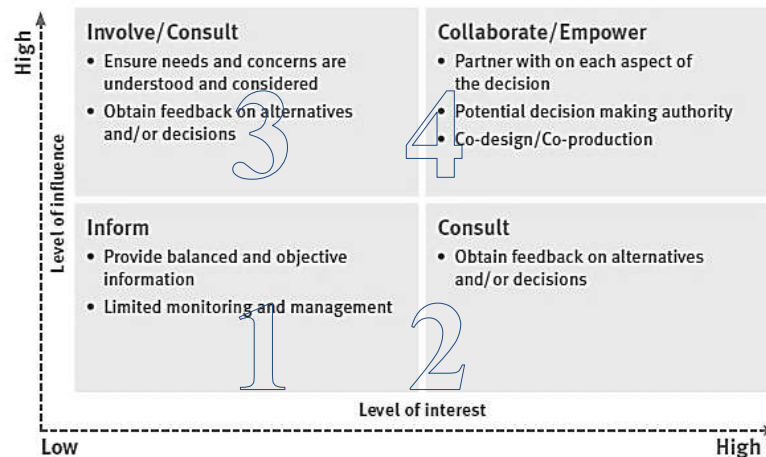 High
Level of influence
Involve/Consult
• Ensure needs and concerns are
understood and considered
• Obtain feedback on alternatives
and/or decisions
3
Collaborate/Empower
• Partner with on each aspect of
the decision
• Potential decision making authority
• Co-design/Co-production
4
Inform
• Provide balanced and objective
information
• Limited monitoring and management
1
Consult
• Obtain feedback on alternatives
and/or decisions
2
Level of interest
Low
High